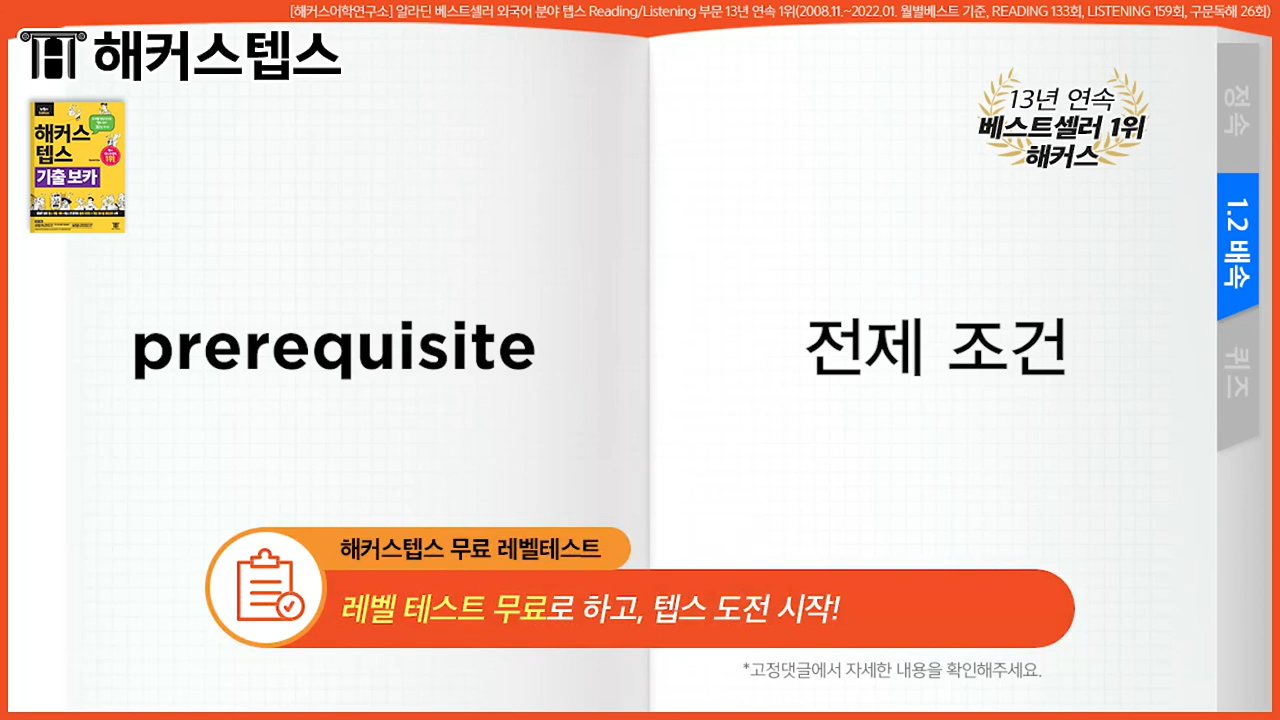 [해커스어학연구소] 알라딘 베스트셀러 외국어 분야 텝스 Reading/Listening 부문 13년 연속 1위(2008.11.~2022.01. 월별베스트 기준, READING 133회, LISTENING 159회, 구문독해 26회)
해커스텝스
해커스
텝스
기출 보카
13년 연속
베스트셀러 1위
해커스
정속
1.2 배속
퀴즈
prerequisite
전제 조건
해커스텝스 무료 레벨테스트
레벨 테스트 무료로 하고, 텝스 도전 시작!
*고정댓글에서 자세한 내용을 확인해주세요.